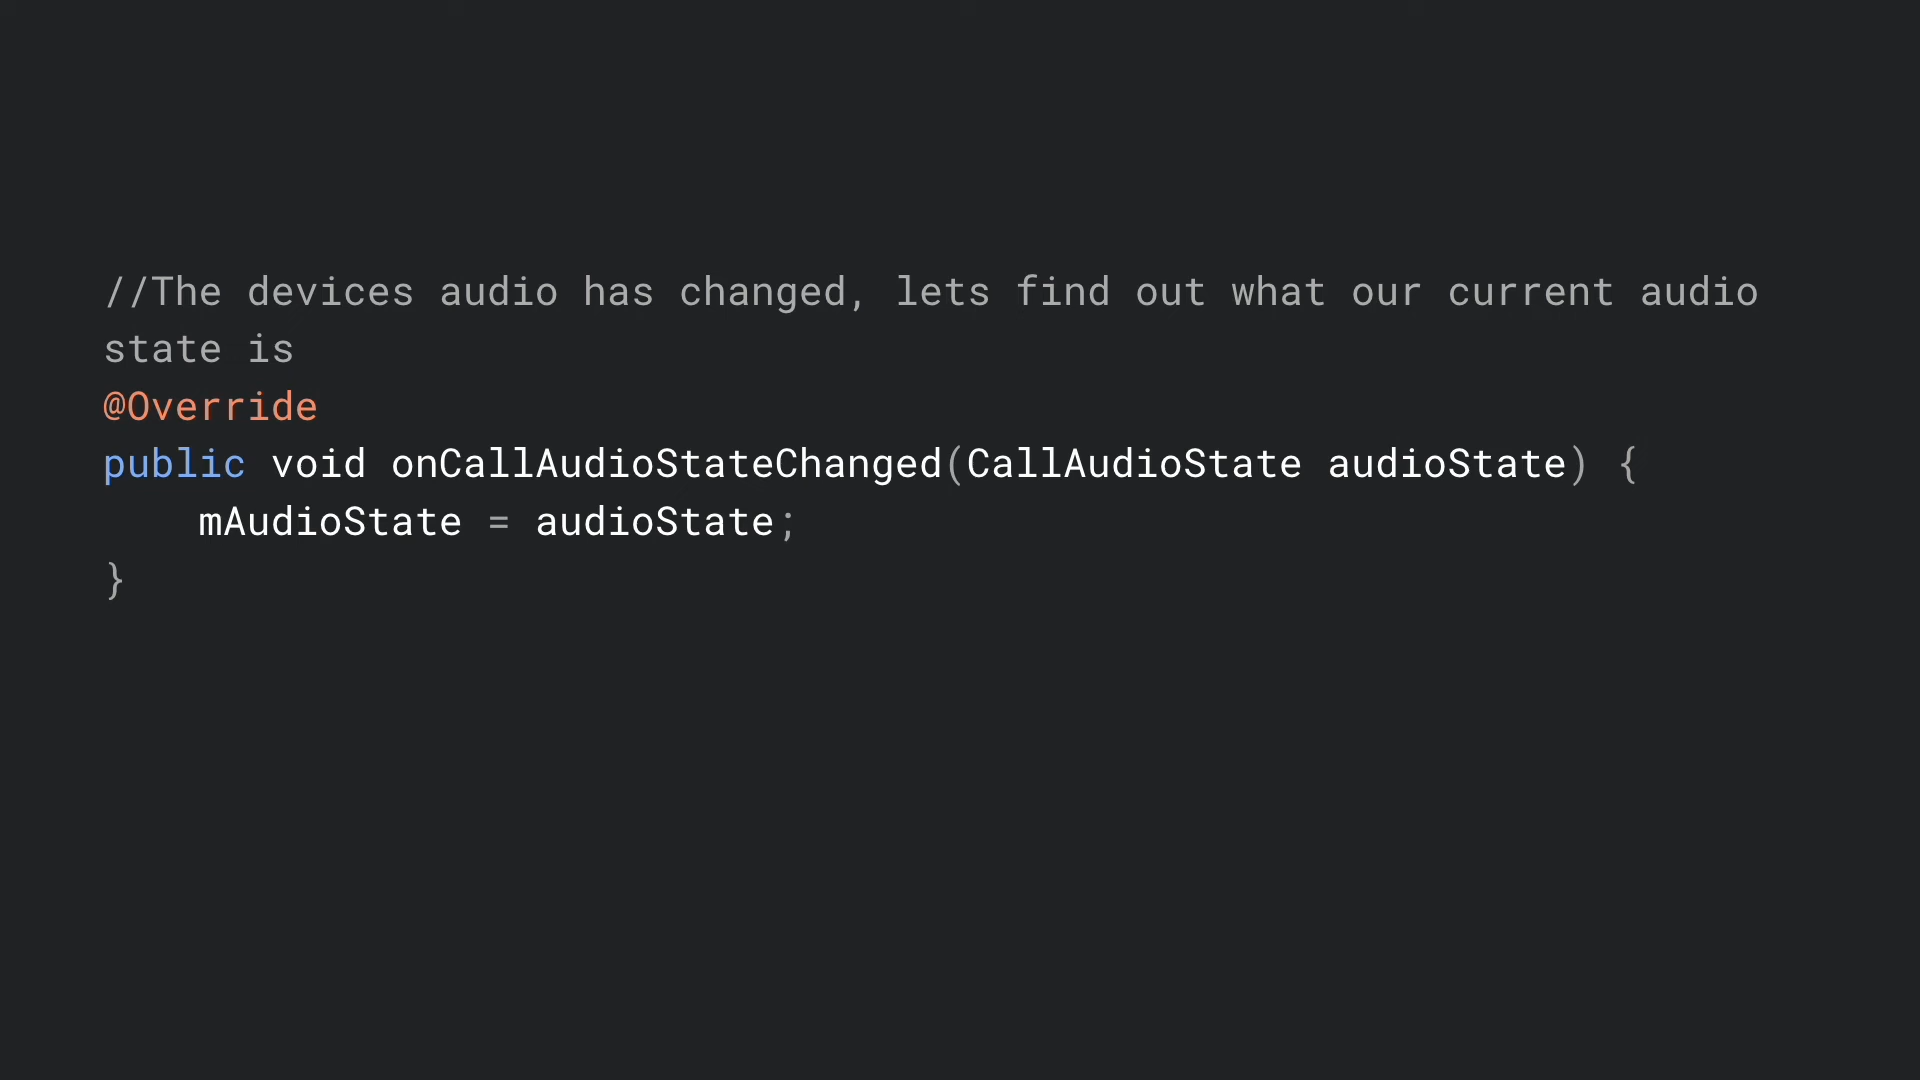 //The devices audio has changed, lets find out what our current audio
state is
@Override
public void onCallAudioStateChanged(CallAudioState audioState) {
    mAudioState = audioState;
}